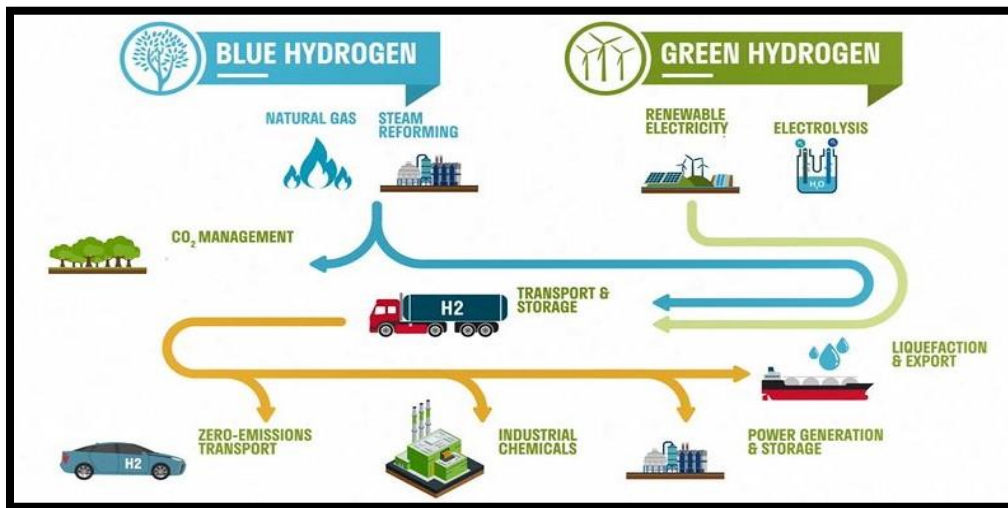 BLUE HYDROGEN
GREEN HYDROGEN
NATURAL GAS
STEAM
REFORMING
RENEWABLE
ELECTRICITY
ELECTROLYSIS
H₂O
CO₂ MANAGEMENT
H2
TRANSPORT &
STORAGE
LIQUEFACTION
& EXPORT
H2
ZERO-EMISSIONS
TRANSPORT
INDUSTRIAL
CHEMICALS
POWER GENERATION
& STORAGE